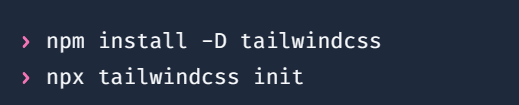 › npm install -D tailwindcss
› npx tailwindcss init